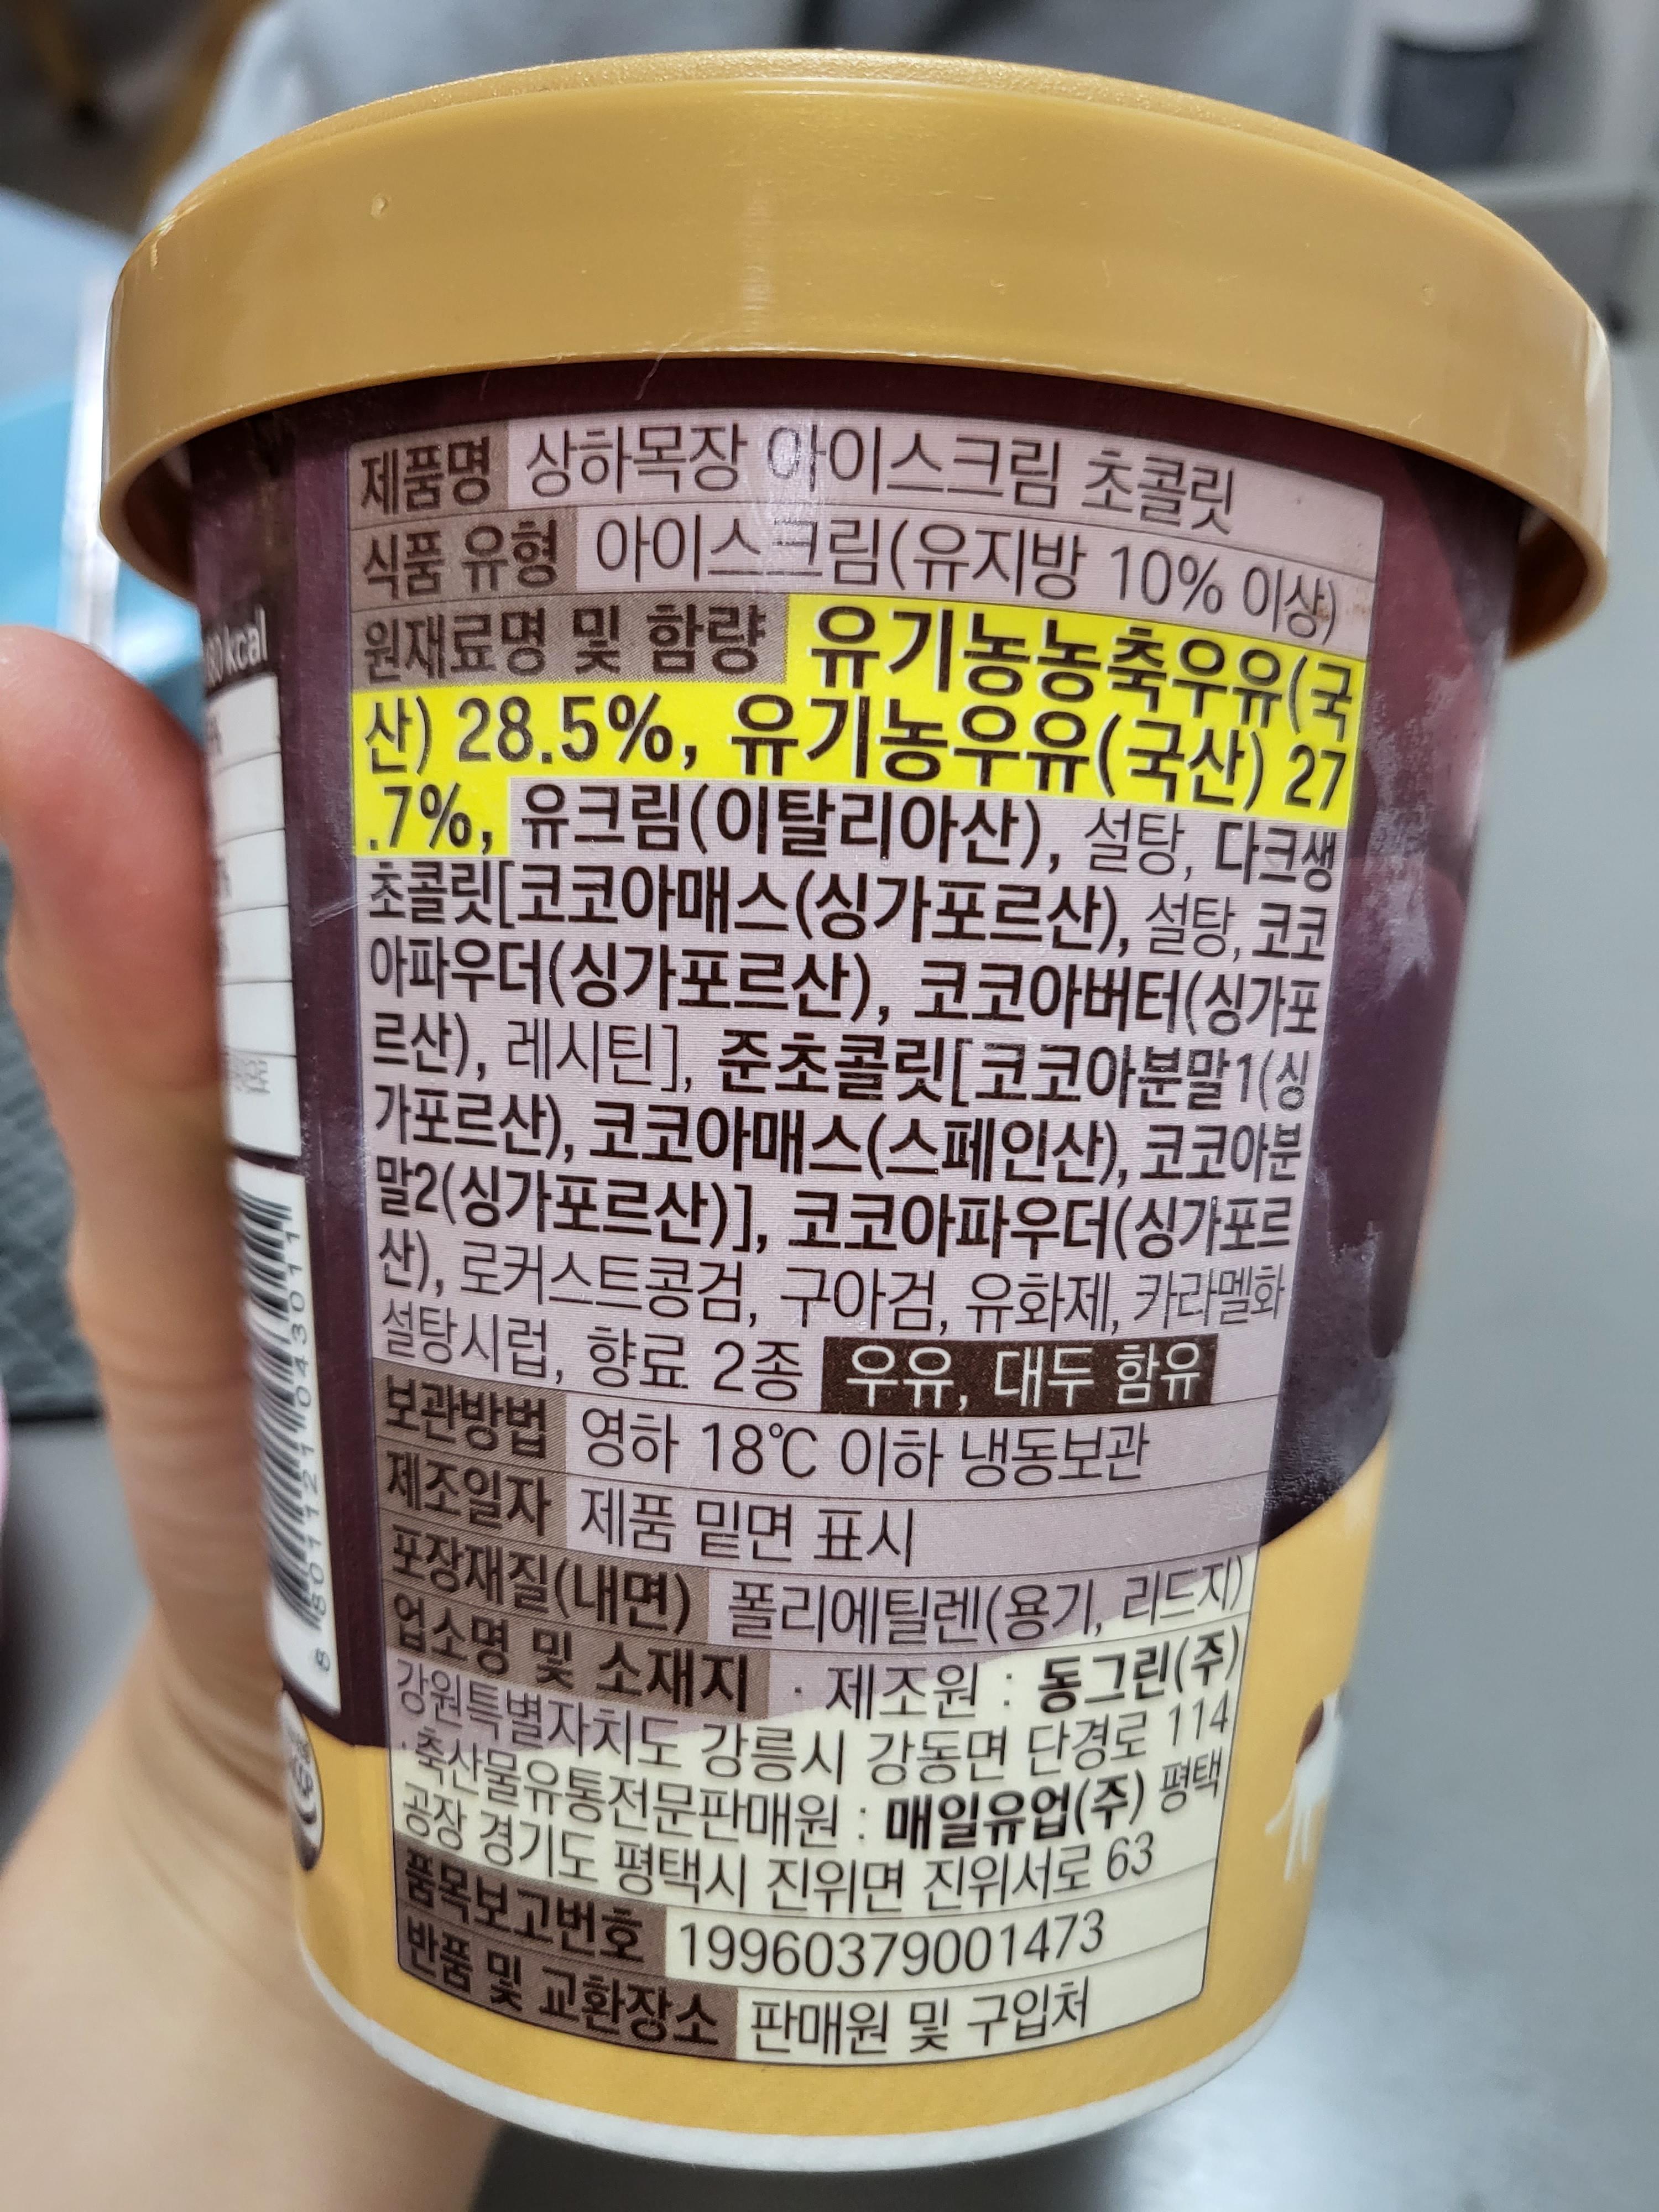 제품명 상하목장 아이스크림 초콜릿
식품 유형 아이스크림(유지방 10% 이상)
원재료명 및 함량 유기농농축우유(국
산) 28.5%, 유기농우유(국산) 27
.7%, 유크림(이탈리아산), 설탕, 다크생
초콜릿[코코아매스(싱가포르산), 설탕, 코코
아파우더(싱가포르산), 코코아버터(싱가포
르산), 레시틴], 준초콜릿[코코아분말1(싱
가포르산), 코코아매스(스페인산), 코코아분
말2(싱가포르산)], 코코아파우더(싱가포르
산), 로커스트콩검, 구아검, 유화제, 카라멜화
설탕시럽, 향료 2종 우유, 대두 함유
보관방법 영하 18℃ 이하 냉동보관
제조일자 제품 밑면 표시
포장재질(내면) 폴리에틸렌(용기, 리드지)
업소명 및 소재지 · 제조원 : 동그린(주)
강원특별자치도 강릉시 강동면 단경로 114
·축산물유통전문판매원 : 매일유업(주) 평택
공장 경기도 평택시 진위면 진위서로 63
품목보고번호 19960379001473
반품 및 교환장소 판매원 및 구입처
kcal
8 801121 043011